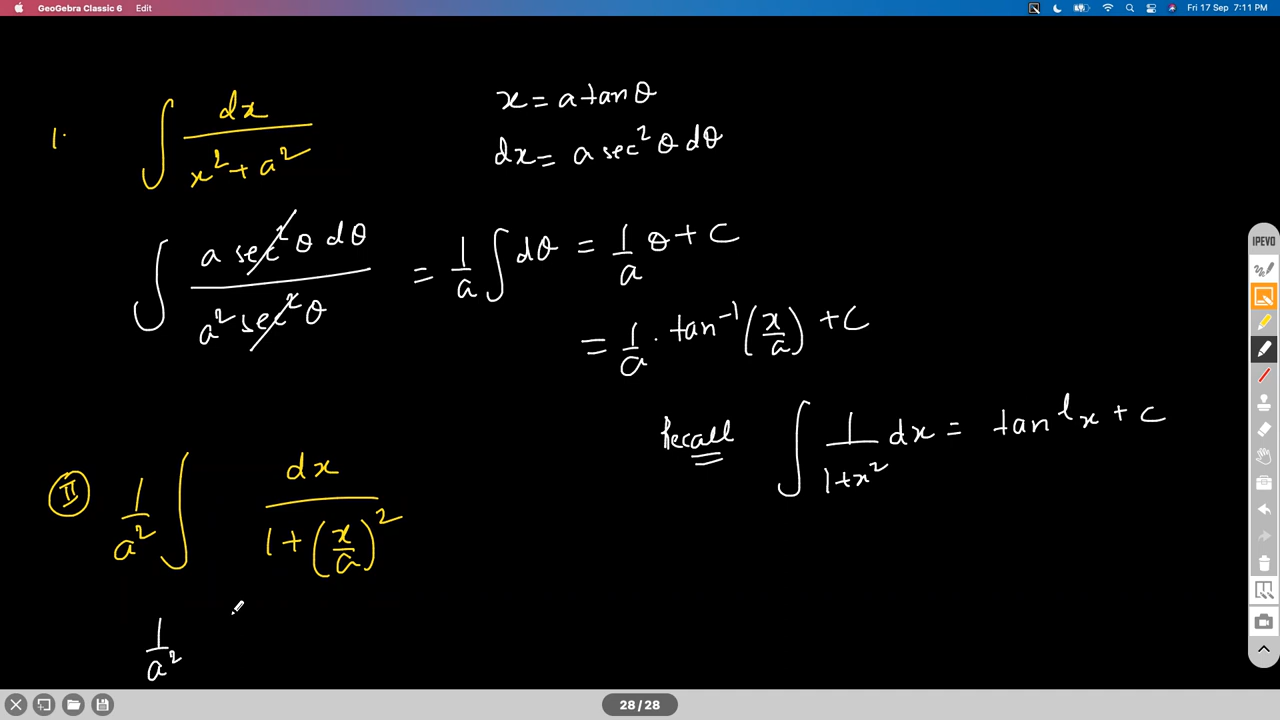 GeoGebra Classic 6 Edit Fri 17 Sep 7:11 PM
1. ∫ dx / (x² + a²)
x = a tanθ
dx = a sec²θ dθ
∫ a sec²θ dθ / a² sec²θ = 1/a ∫ dθ = 1/a θ + C
= 1/a · tan⁻¹(x/a) + C
Recall ∫ 1/(1+x²) dx = tan⁻¹x + C
II 1/a² ∫ dx / (1 + (x/a)²)
1/a²
IPEVO
28 / 28